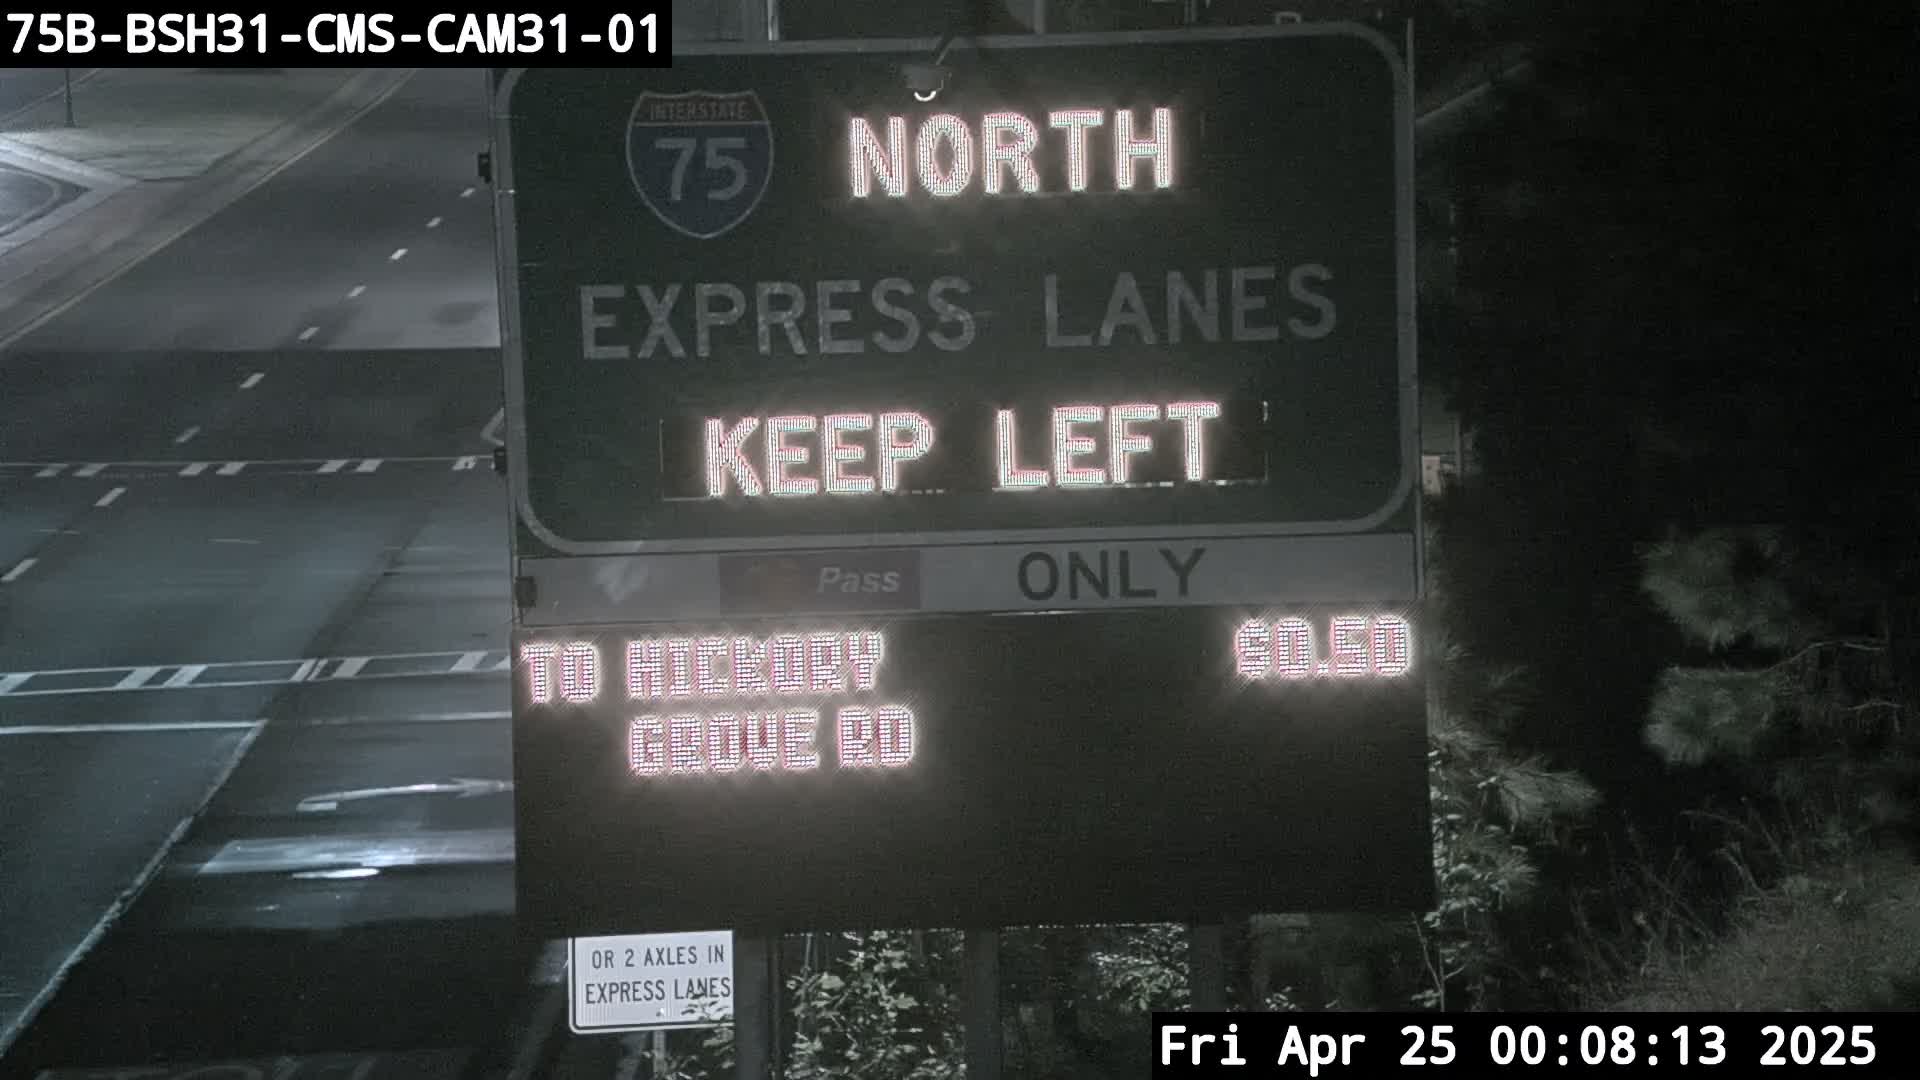 75B-BSH31-CMS-CAM31-01
INTERSTATE
75
NORTH
EXPRESS LANES
KEEP LEFT
Pass ONLY
TO HICKORY $0.50
GROVE RD
OR 2 AXLES IN
EXPRESS LANES
Fri Apr 25 00:08:13 2025